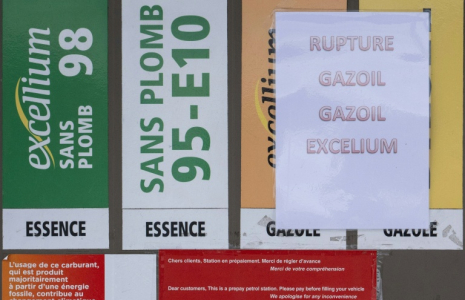 excellium
SANS
PLOMB
98
ESSENCE
SANS PLOMB
95-E10
ESSENCE
excellium
GAZOLE
RUPTURE
GAZOIL
GAZOIL
EXCELIUM
GAZOLE
L'usage de ce carburant,
qui est produit
majoritairement
à partir d'une énergie
fossile, contribue au
Chers clients, Station en prépaiement. Merci de régler d'avance
Merci de votre compréhension
Dear customers, This is a prepay petrol station. Please pay before filling your vehicle
We apologise for any inconvenience